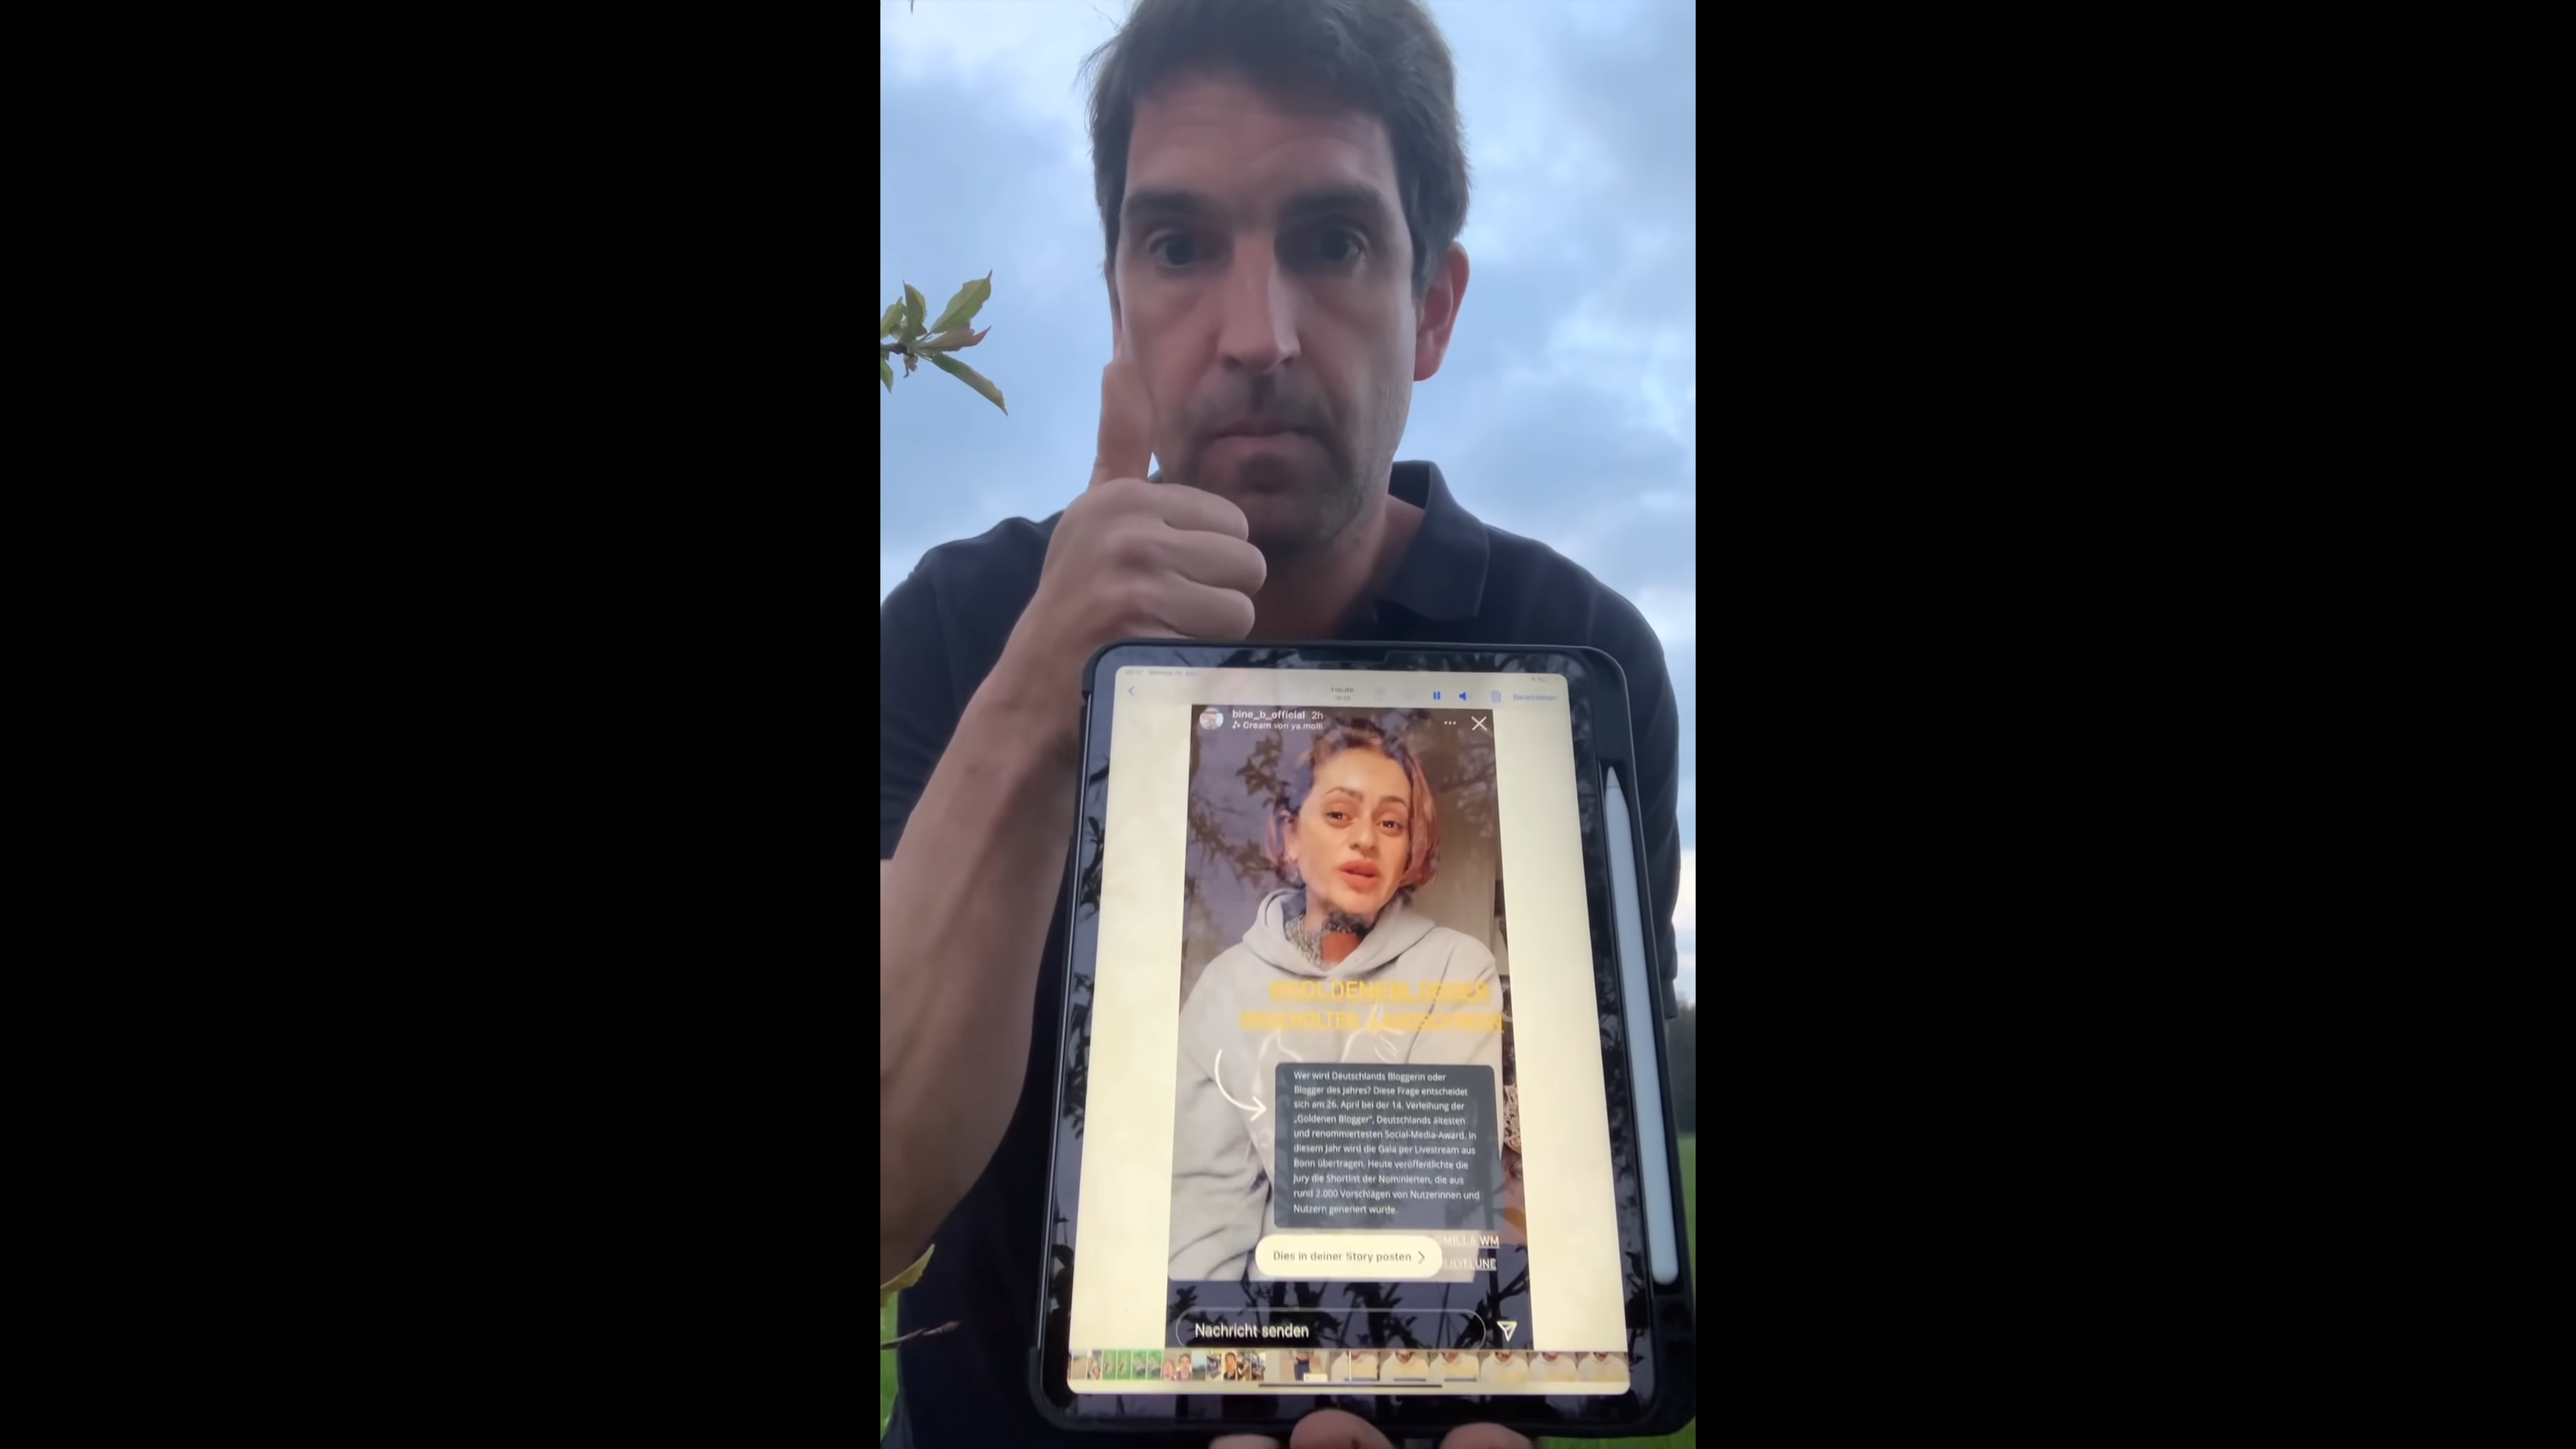 Heute
bine_b_official 2h
Cream von ya.molli
Wer wird Deutschlands Bloggerin oder
Blogger des Jahres? Diese Frage entscheidet
sich am 26. April bei der 14. Verleihung der
„Goldenen Blogger“, Deutschlands ältesten
und renommiertesten Social-Media-Award. In
diesem Jahr wird die Gala per Livestream aus
Bonn übertragen. Heute veröffentlichte die
Jury die Shortlist der Nominierten, die aus
rund 2.000 Vorschlägen von Nutzerinnen und
Nutzern generiert wurde.
MILLA WM
Dies in deiner Story posten
Nachricht senden